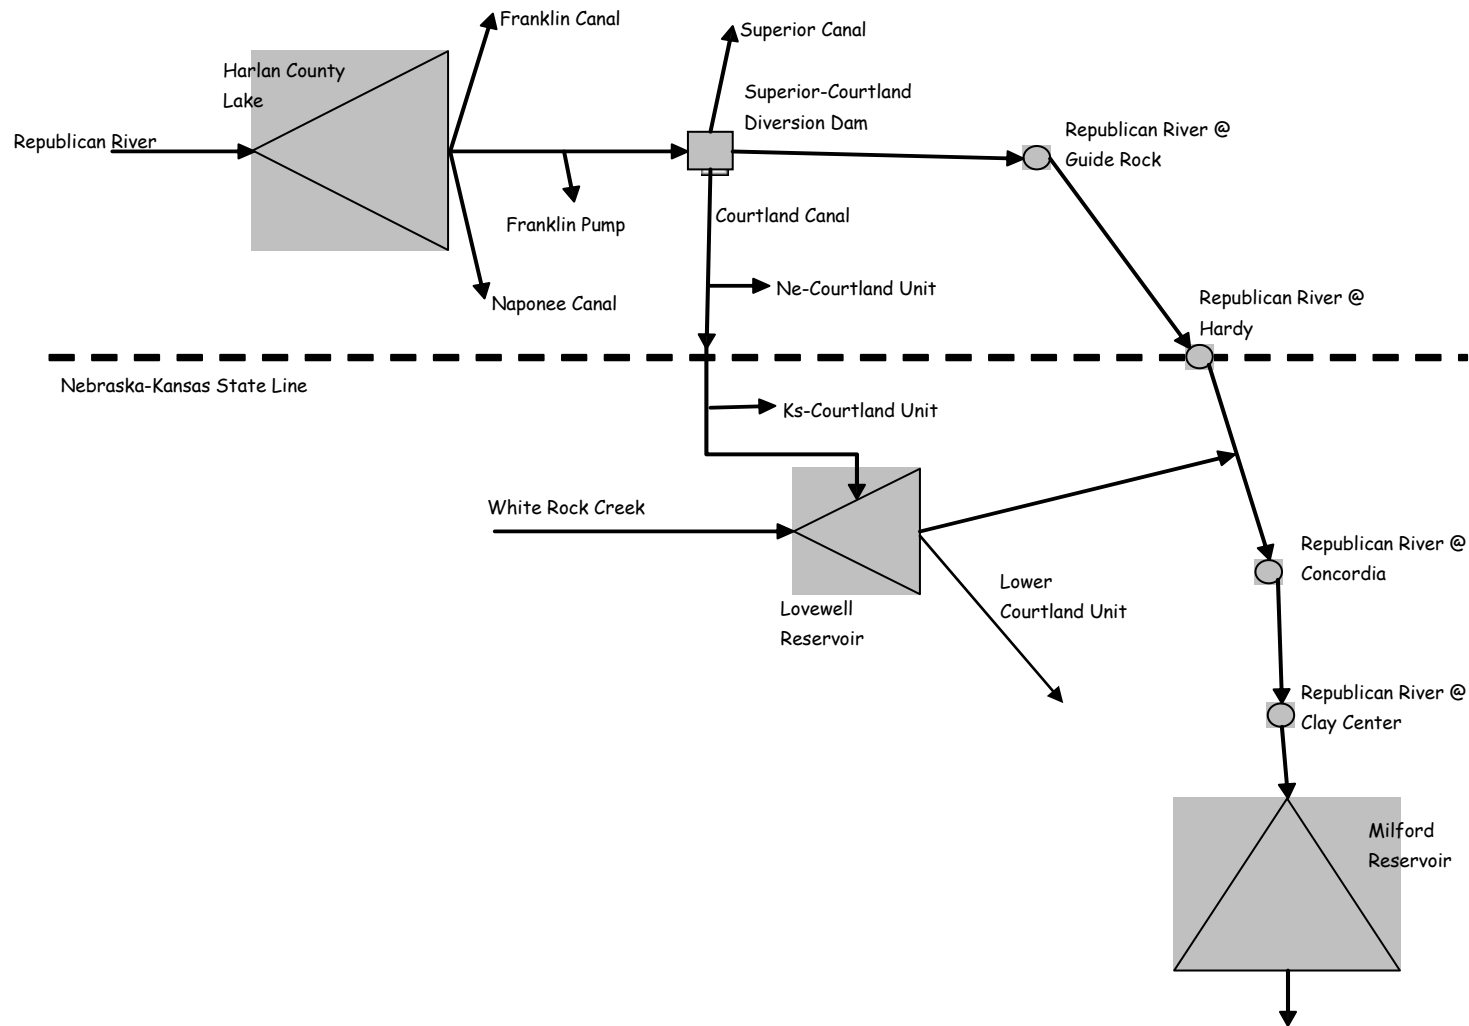 Franklin Canal
Superior Canal
Harlan County
Lake
Superior-Courtland
Diversion Dam
Republican River @
Guide Rock
Republican River
Franklin Pump
Courtland Canal
Ne-Courtland Unit
Naponee Canal
Republican River @
Hardy
Nebraska-Kansas State Line
Ks-Courtland Unit
White Rock Creek
Republican River @
Concordia
Lower
Courtland Unit
Lovewell
Reservoir
Republican River @
Clay Center
Milford
Reservoir